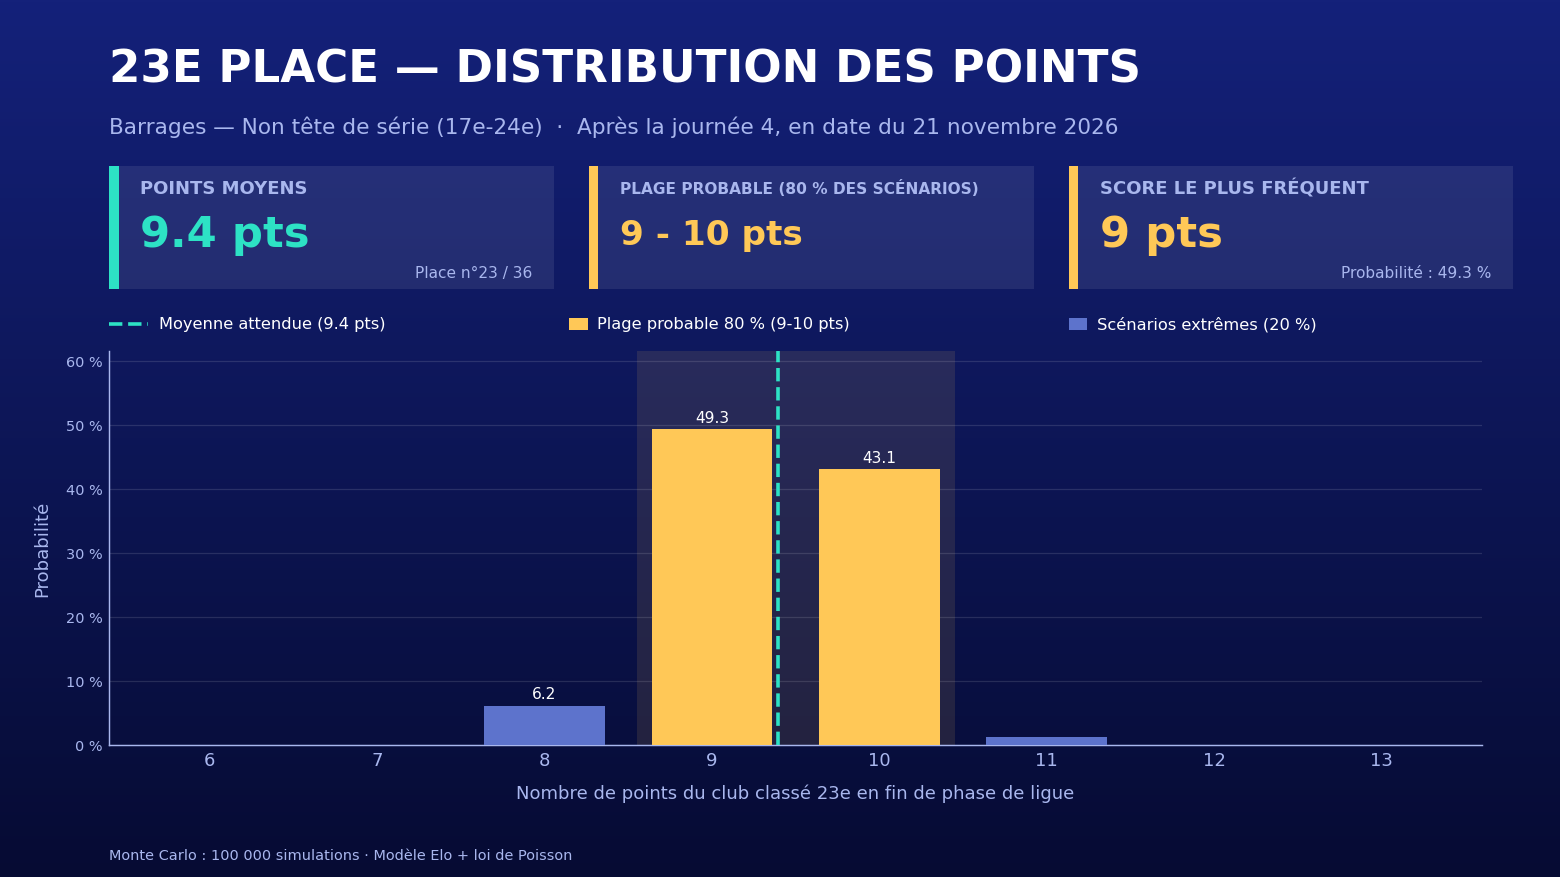 23E PLACE — DISTRIBUTION DES POINTS
Barrages — Non tête de série (17e-24e)  ·  Après la journée 4, en date du 21 novembre 2026
POINTS MOYENS
9.4 pts
Place n°23 / 36
PLAGE PROBABLE (80 % DES SCÉNARIOS)
9 - 10 pts
SCORE LE PLUS FRÉQUENT
9 pts
Probabilité : 49.3 %
Moyenne attendue (9.4 pts)
Plage probable 80 % (9-10 pts)
Scénarios extrêmes (20 %)
Probabilité
60 %
50 %
40 %
30 %
20 %
10 %
0 %
6.2
49.3
43.1
6 7 8 9 10 11 12 13
Nombre de points du club classé 23e en fin de phase de ligue
Monte Carlo : 100 000 simulations · Modèle Elo + loi de Poisson